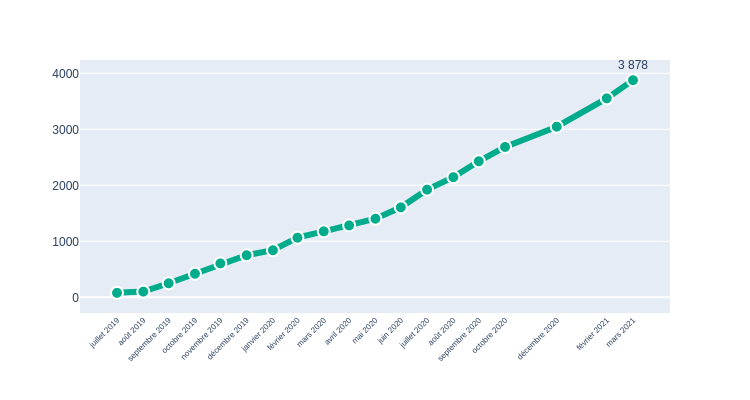 3 878
4000
3000
2000
1000
0
juillet 2019
août 2019
septembre 2019
octobre 2019
novembre 2019
décembre 2019
janvier 2020
février 2020
mars 2020
avril 2020
mai 2020
juin 2020
juillet 2020
août 2020
septembre 2020
octobre 2020
décembre 2020
février 2021
mars 2021